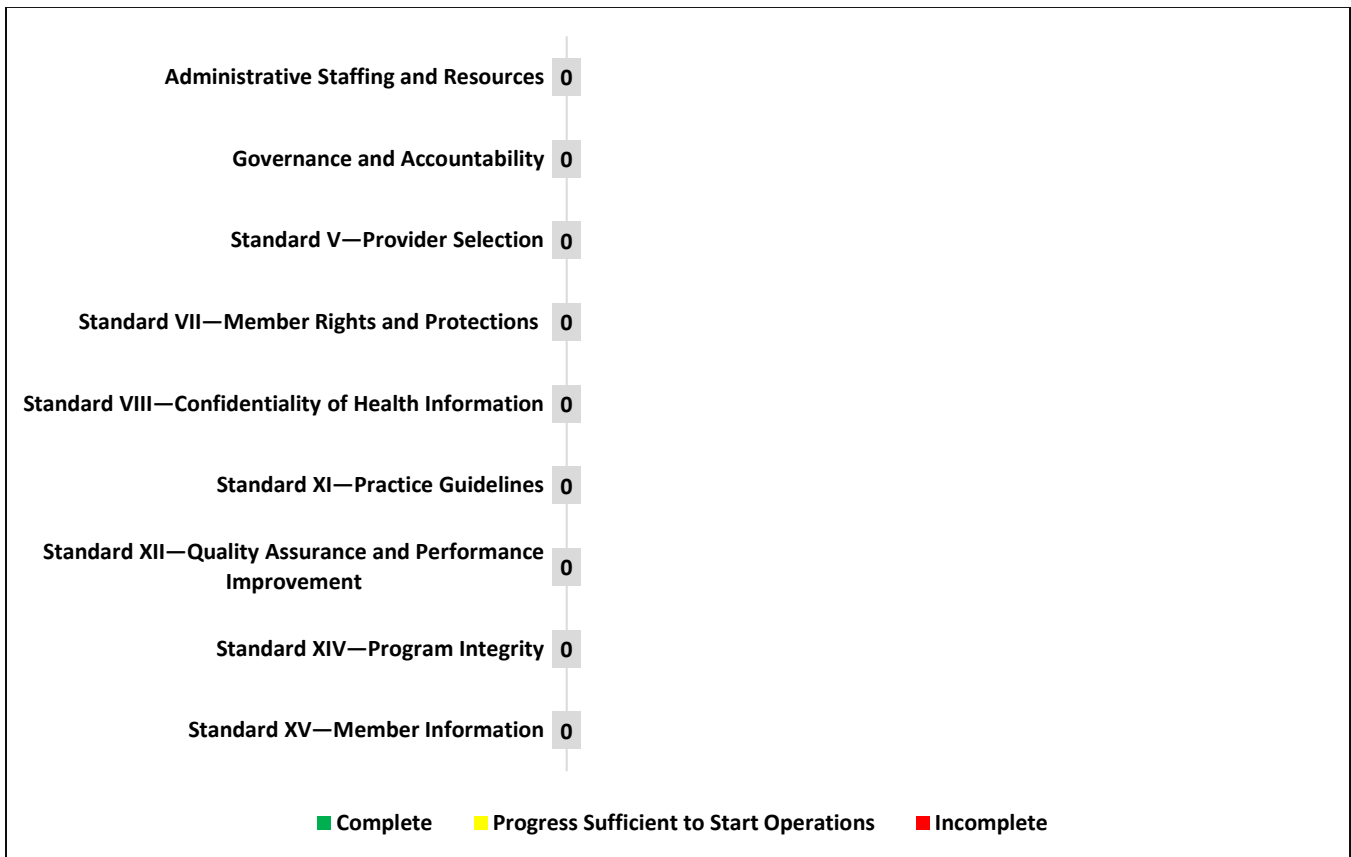 Administrative Staffing and Resources 0
Governance and Accountability 0
Standard V—Provider Selection 0
Standard VII—Member Rights and Protections 0
Standard VIII—Confidentiality of Health Information 0
Standard XI—Practice Guidelines 0
Standard XII—Quality Assurance and Performance
Improvement 0
Standard XIV—Program Integrity 0
Standard XV—Member Information 0
Complete Progress Sufficient to Start Operations Incomplete